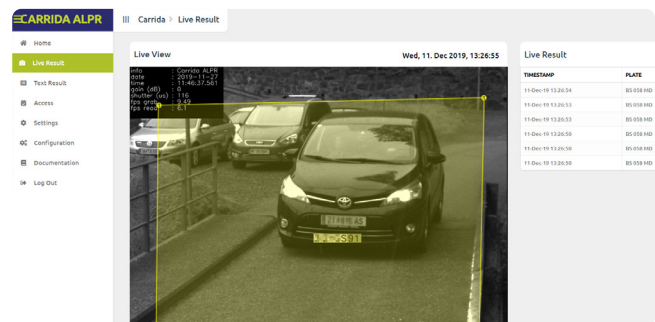 CARRIDA ALPR
Carrida > Live Result
Home
Live Result
Text Result
Access
Settings
Configuration
Documentation
Log Out
Live View
Wed, 11. Dec 2019, 13:26:55
info : Carrida ALPR
date : 2019-11-27
time : 11:46:37.561
gain (dB) : 0
shutter (us) : 116
fps grab : 9.49
fps read : 6.1
Live Result
TIMESTAMP PLATE
11-Dec-19 13:26:54 BS 058 MD
11-Dec-19 13:26:53 BS 058 MD
11-Dec-19 13:26:53 BS 058 MD
11-Dec-19 13:26:50 BS 058 MD
11-Dec-19 13:26:50 BS 058 MD
11-Dec-19 13:26:50 BS 058 MD